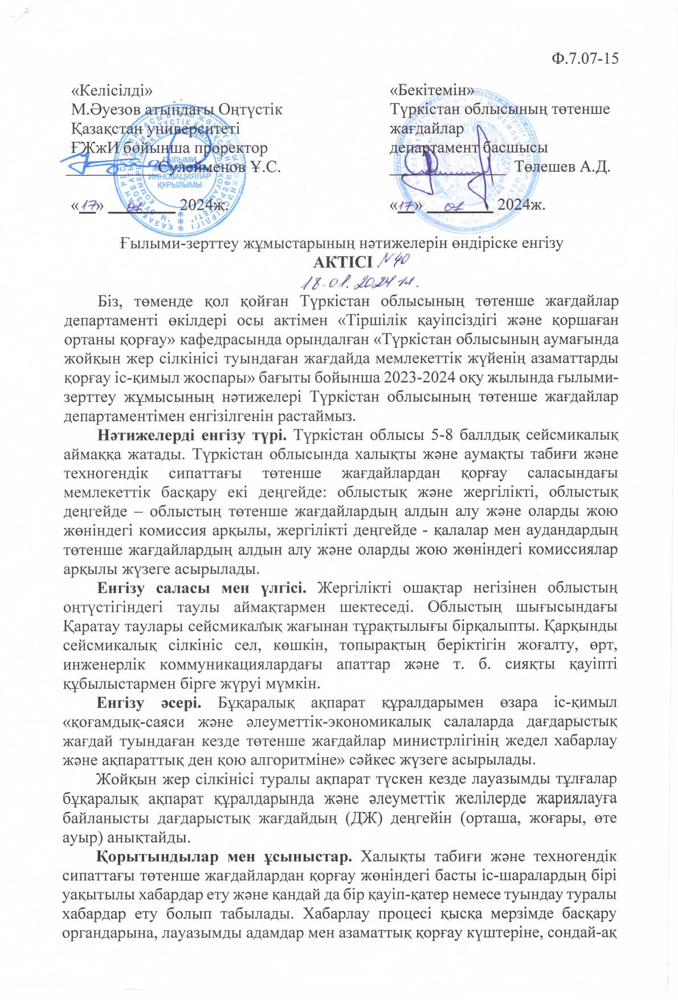 Ф.7.07-15
«Келісілді»
М.Әуезов атындағы Оңтүстік
Қазақстан университеті
ҒЖжИ бойынша проректор
Сулейменов Ұ.С.
«17» 01 2024ж.
«Бекітемін»
Түркістан облысының төтенше
жағдайлар
департамент басшысы
Төлешев А.Д.
«17» 01 2024ж.
ҒЫЛЫМИ
ИННОВАЦИЯЛАР
ҚҰРЫЛЫМЫ
Ғылыми-зерттеу жұмыстарының нәтижелерін өндіріске енгізу
АКТІСІ №40
18.01.2024
Біз, төменде қол қойған Түркістан облысының төтенше жағдайлар
департаменті өкілдері осы актімен «Тіршілік қауіпсіздігі және қоршаған
ортаны қорғау» кафедрасында орындалған «Түркістан облысының аумағында
жойқын жер сілкінісі туындаған жағдайда мемлекеттік жүйенің азаматтарды
қорғау іс-қимыл жоспары» бағыты бойынша 2023-2024 оқу жылында ғылыми-
зерттеу жұмысының нәтижелері Түркістан облысының төтенше жағдайлар
департаментімен енгізілгенін растаймыз.
Нәтижелерді енгізу түрі. Түркістан облысы 5-8 баллдық сейсмикалық
аймаққа жатады. Түркістан облысында халықты және аумақты табиғи және
техногендік сипаттағы төтенше жағдайлардан қорғау саласындағы
мемлекеттік басқару екі деңгейде: облыстық және жергілікті, облыстық
деңгейде – облыстың төтенше жағдайлардың алдын алу және оларды жою
жөніндегі комиссия арқылы, жергілікті деңгейде - қалалар мен аудандардың
төтенше жағдайлардың алдын алу және оларды жою жөніндегі комиссиялар
арқылы жүзеге асырылады.
Енгізу саласы мен үлгісі. Жергілікті ошақтар негізінен облыстың
оңтүстігіндегі таулы аймақтармен шектеседі. Облыстың шығысындағы
Қаратау таулары сейсмикалық жағынан тұрақтылығы бірқалыпты. Қарқынды
сейсмикалық сілкініс сел, көшкін, топырақтың беріктігін жоғалту, өрт,
инженерлік коммуникациялардағы апаттар және т. б. сияқты қауіпті
құбылыстармен бірге жүруі мүмкін.
Енгізу әсері. Бұқаралық ақпарат құралдарымен өзара іс-қимыл
«қоғамдық-саяси және әлеуметтік-экономикалық салаларда дағдарыстық
жағдай туындаған кезде төтенше жағдайлар министрлігінің жедел хабарлау
және ақпараттық ден қою алгоритміне» сәйкес жүзеге асырылады.
Жойқын жер сілкінісі туралы ақпарат түскен кезде лауазымды тұлғалар
бұқаралық ақпарат құралдарында және әлеуметтік желілерде жариялауға
байланысты дағдарыстық жағдайдың (ДЖ) деңгейін (орташа, жоғары, өте
ауыр) анықтайды.
Қорытындылар мен ұсыныстар. Халықты табиғи және техногендік
сипаттағы төтенше жағдайлардан қорғау жөніндегі басты іс-шаралардың бірі
уақытылы хабардар ету және қандай да бір қауіп-қатер немесе туындау туралы
хабардар ету болып табылады. Хабарлау процесі қысқа мерзімде басқару
органдарына, лауазымды адамдар мен азаматтық қорғау күштеріне, сондай-ақ